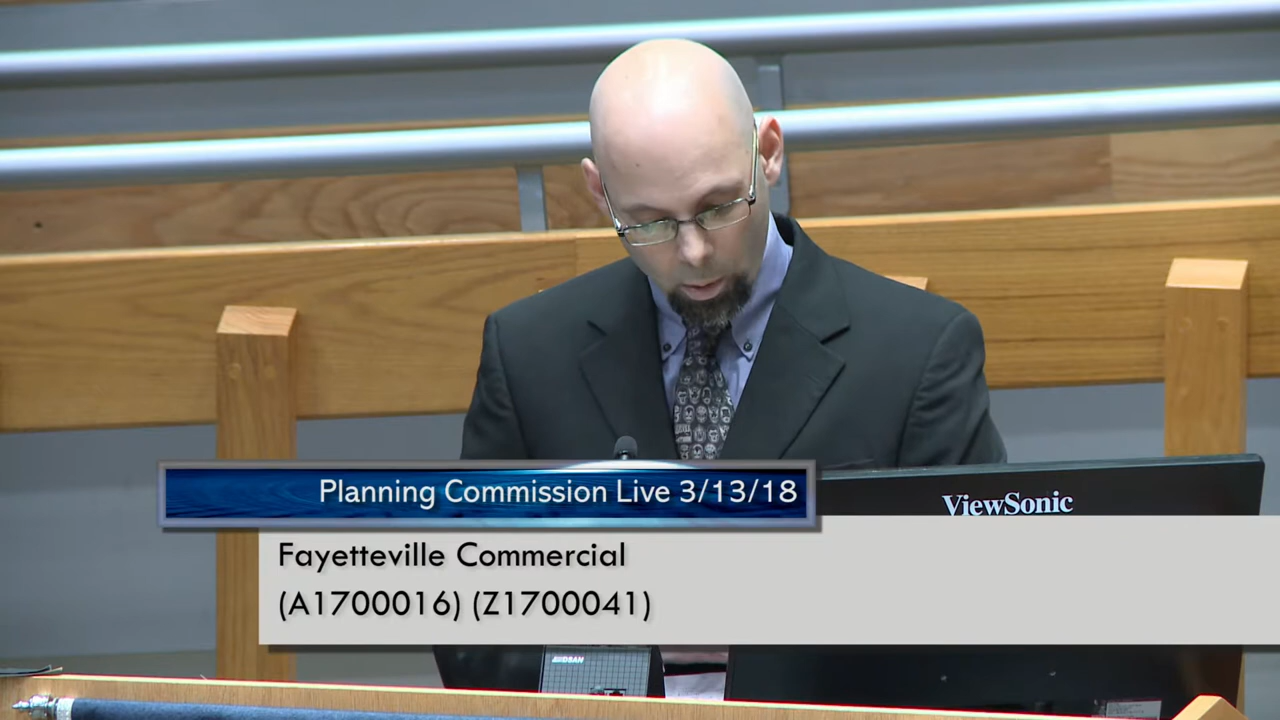 Planning Commission Live 3/13/18
ViewSonic
Fayetteville Commercial
(A1700016) (Z1700041)